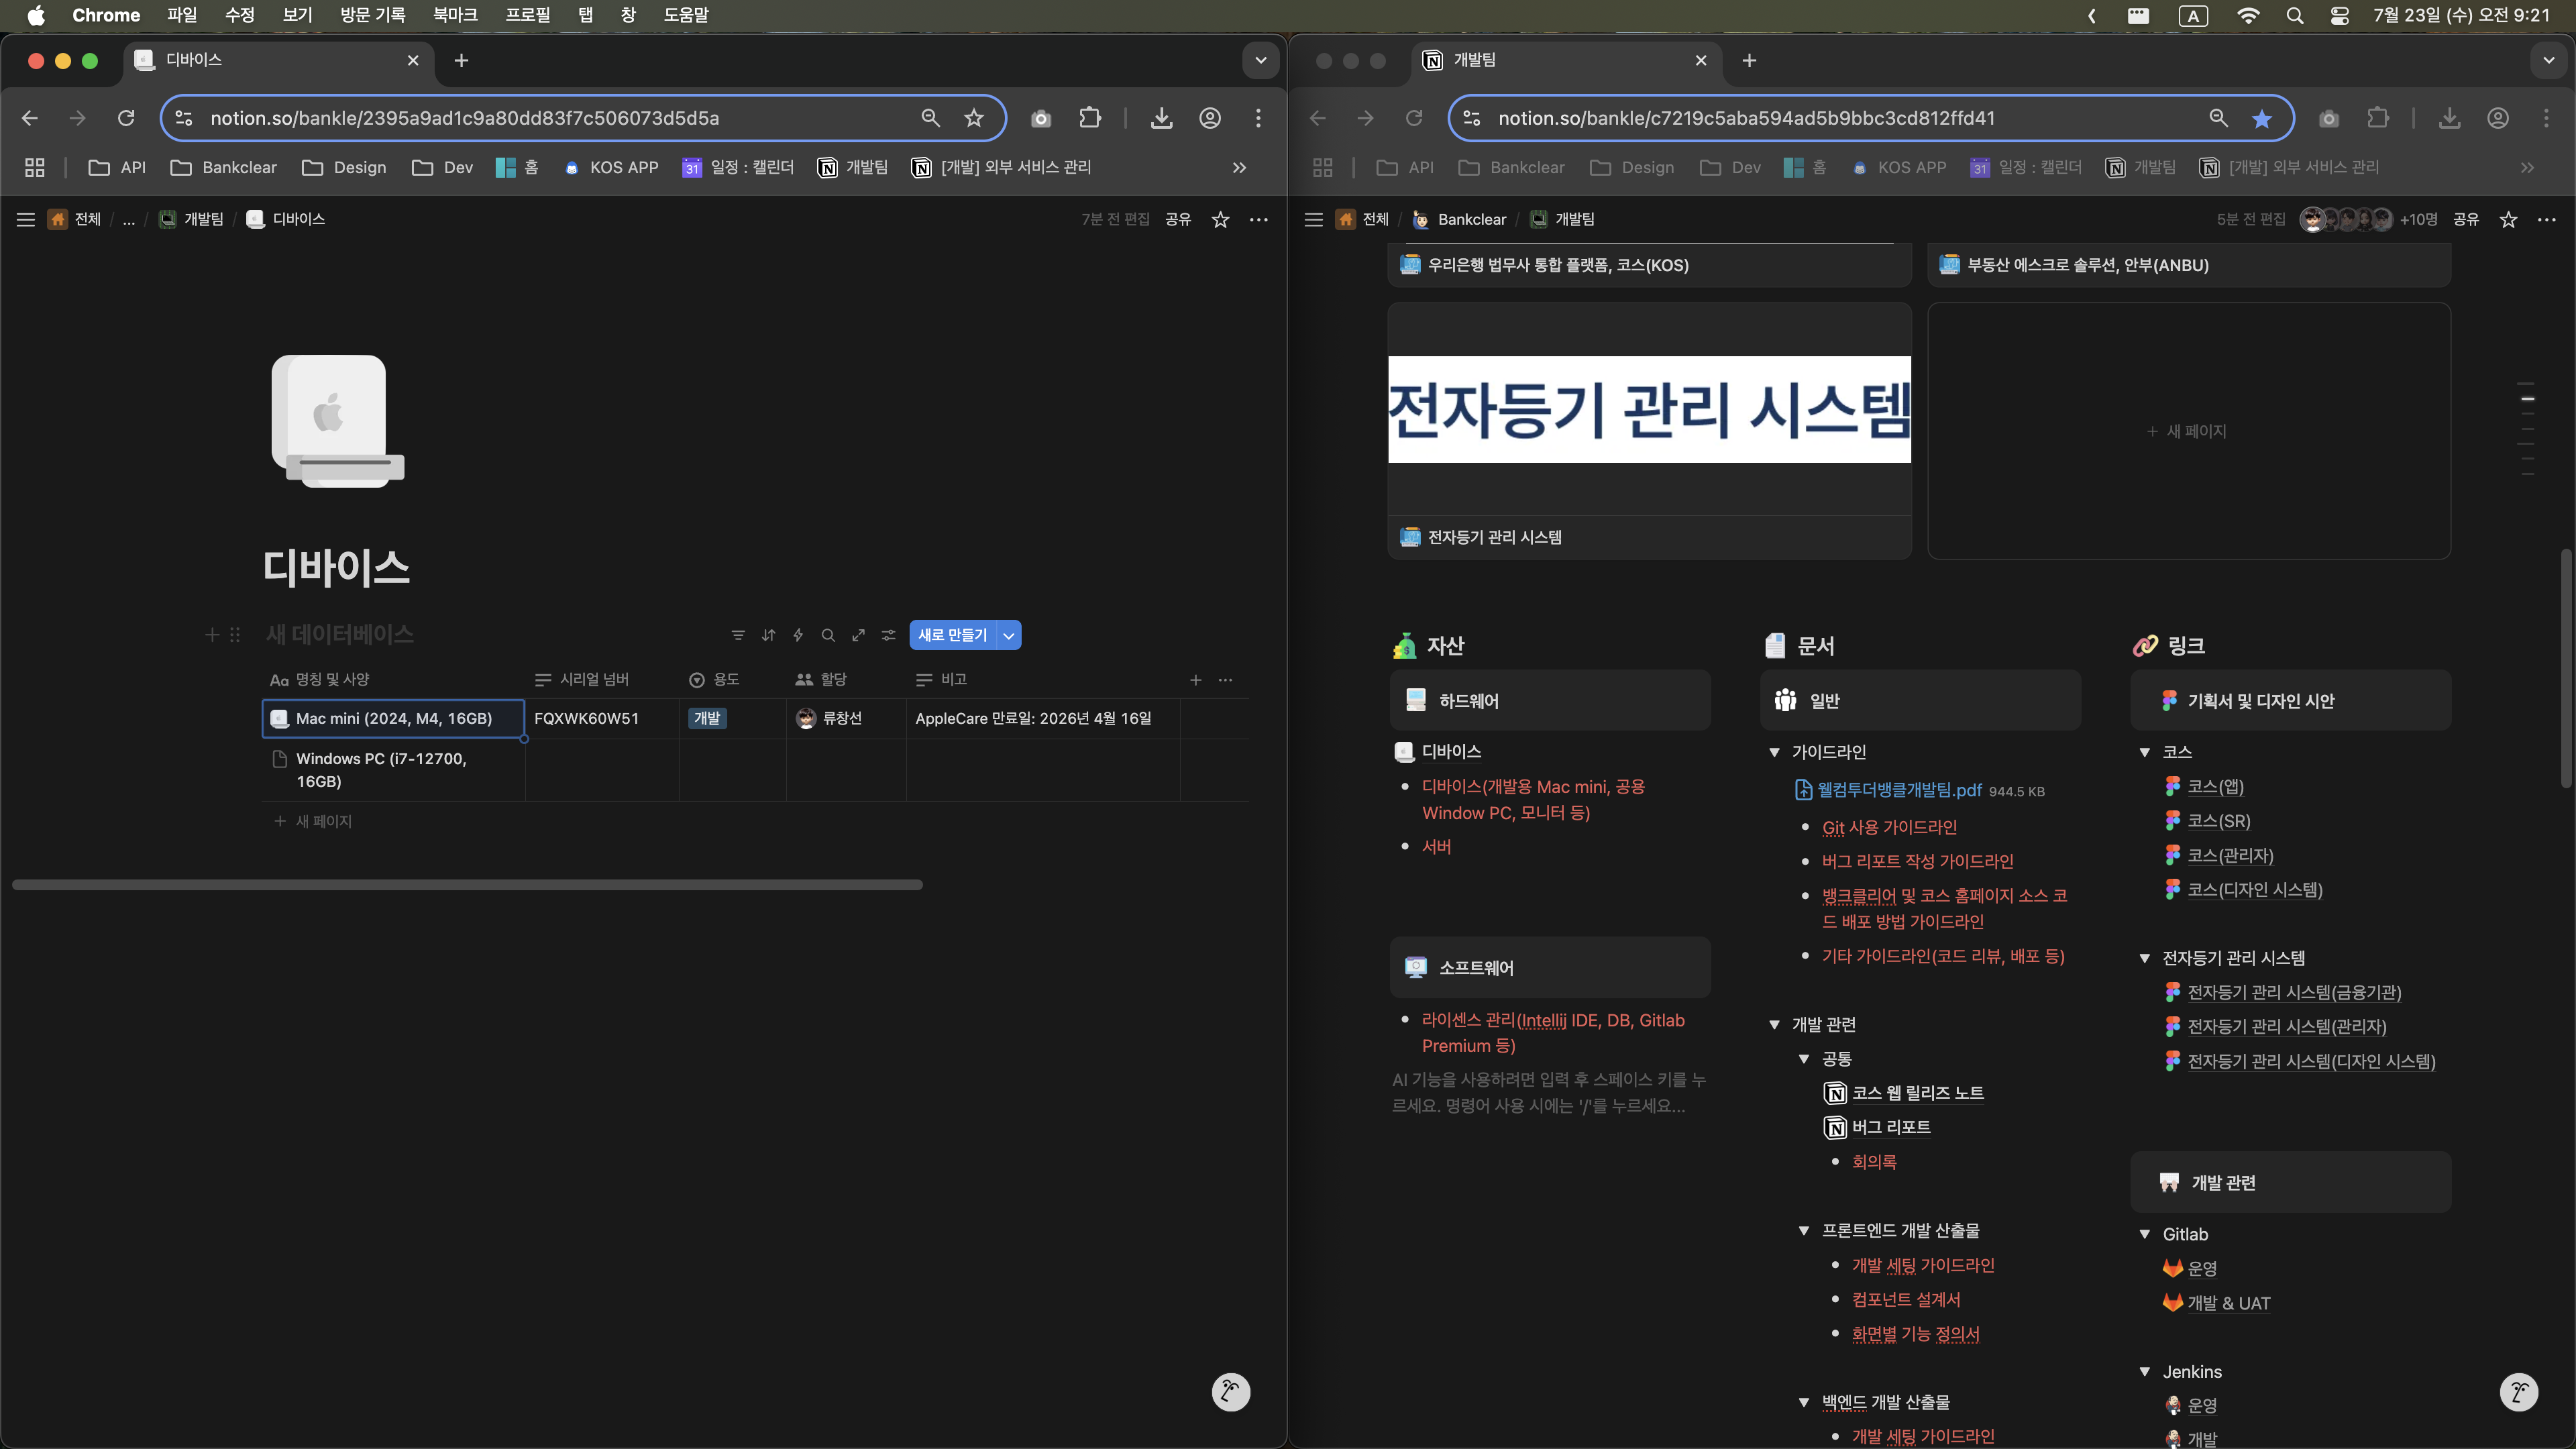 Chrome 파일 수정 보기 방문 기록 북마크 프로필 탭 창 도움말
A 7월 23일 (수) 오전 9:21
디바이스
notion.so/bankle/2395a9ad1c9a80dd83f7c506073d5d5a
API Bankclear Design Dev 홈 KOS APP 31 일정 : 캘린더 개발팀 [개발] 외부 서비스 관리
전체 / ... / 개발팀 / 디바이스
7분 전 편집 공유
디바이스
새 데이터베이스
새로 만들기
Aa 명칭 및 사양 시리얼 넘버 용도 할당 비고
Mac mini (2024, M4, 16GB) FQXWK60W51 개발 류창선 AppleCare 만료일: 2026년 4월 16일
Windows PC (i7-12700,
16GB)
+ 새 페이지
개발팀
notion.so/bankle/c7219c5aba594ad5b9bbc3cd812ffd41
API Bankclear Design Dev 홈 KOS APP 31 일정 : 캘린더 개발팀 [개발] 외부 서비스 관리
전체 / Bankclear / 개발팀
5분 전 편집 +10명 공유
우리은행 법무사 통합 플랫폼, 코스(KOS)
부동산 에스크로 솔루션, 안부(ANBU)
전자등기 관리 시스템
전자등기 관리 시스템
+ 새 페이지
자산
하드웨어
디바이스
디바이스(개발용 Mac mini, 공용
Window PC, 모니터 등)
서버
소프트웨어
라이센스 관리(Intellij IDE, DB, Gitlab
Premium 등)
AI 기능을 사용하려면 입력 후 스페이스 키를 누
르세요. 명령어 사용 시에는 '/'를 누르세요...
문서
일반
가이드라인
웰컴투더뱅클개발팀.pdf 944.5 KB
Git 사용 가이드라인
버그 리포트 작성 가이드라인
뱅크클리어 및 코스 홈페이지 소스 코
드 배포 방법 가이드라인
기타 가이드라인(코드 리뷰, 배포 등)
개발 관련
공통
코스 웹 릴리즈 노트
버그 리포트
회의록
프론트엔드 개발 산출물
개발 세팅 가이드라인
컴포넌트 설계서
화면별 기능 정의서
백엔드 개발 산출물
개발 세팅 가이드라인
링크
기획서 및 디자인 시안
코스
코스(앱)
코스(SR)
코스(관리자)
코스(디자인 시스템)
전자등기 관리 시스템
전자등기 관리 시스템(금융기관)
전자등기 관리 시스템(관리자)
전자등기 관리 시스템(디자인 시스템)
개발 관련
Gitlab
운영
개발 & UAT
Jenkins
운영
개발